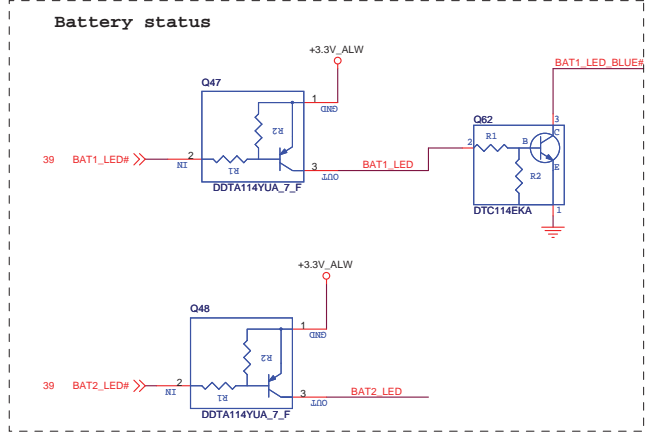 Battery status
+3.3V_ALW
BAT1_LED_BLUE#
Q47
1
GND
R2
Q62
3
C
2
R1
B
E
R2
1
DTC114EKA
39 BAT1_LED#
2
IN
R1
3
OUT
BAT1_LED
DDTA114YUA_7_F
+3.3V_ALW
Q48
1
GND
R2
39 BAT2_LED#
2
IN
R1
3
OUT
BAT2_LED
DDTA114YUA_7_F